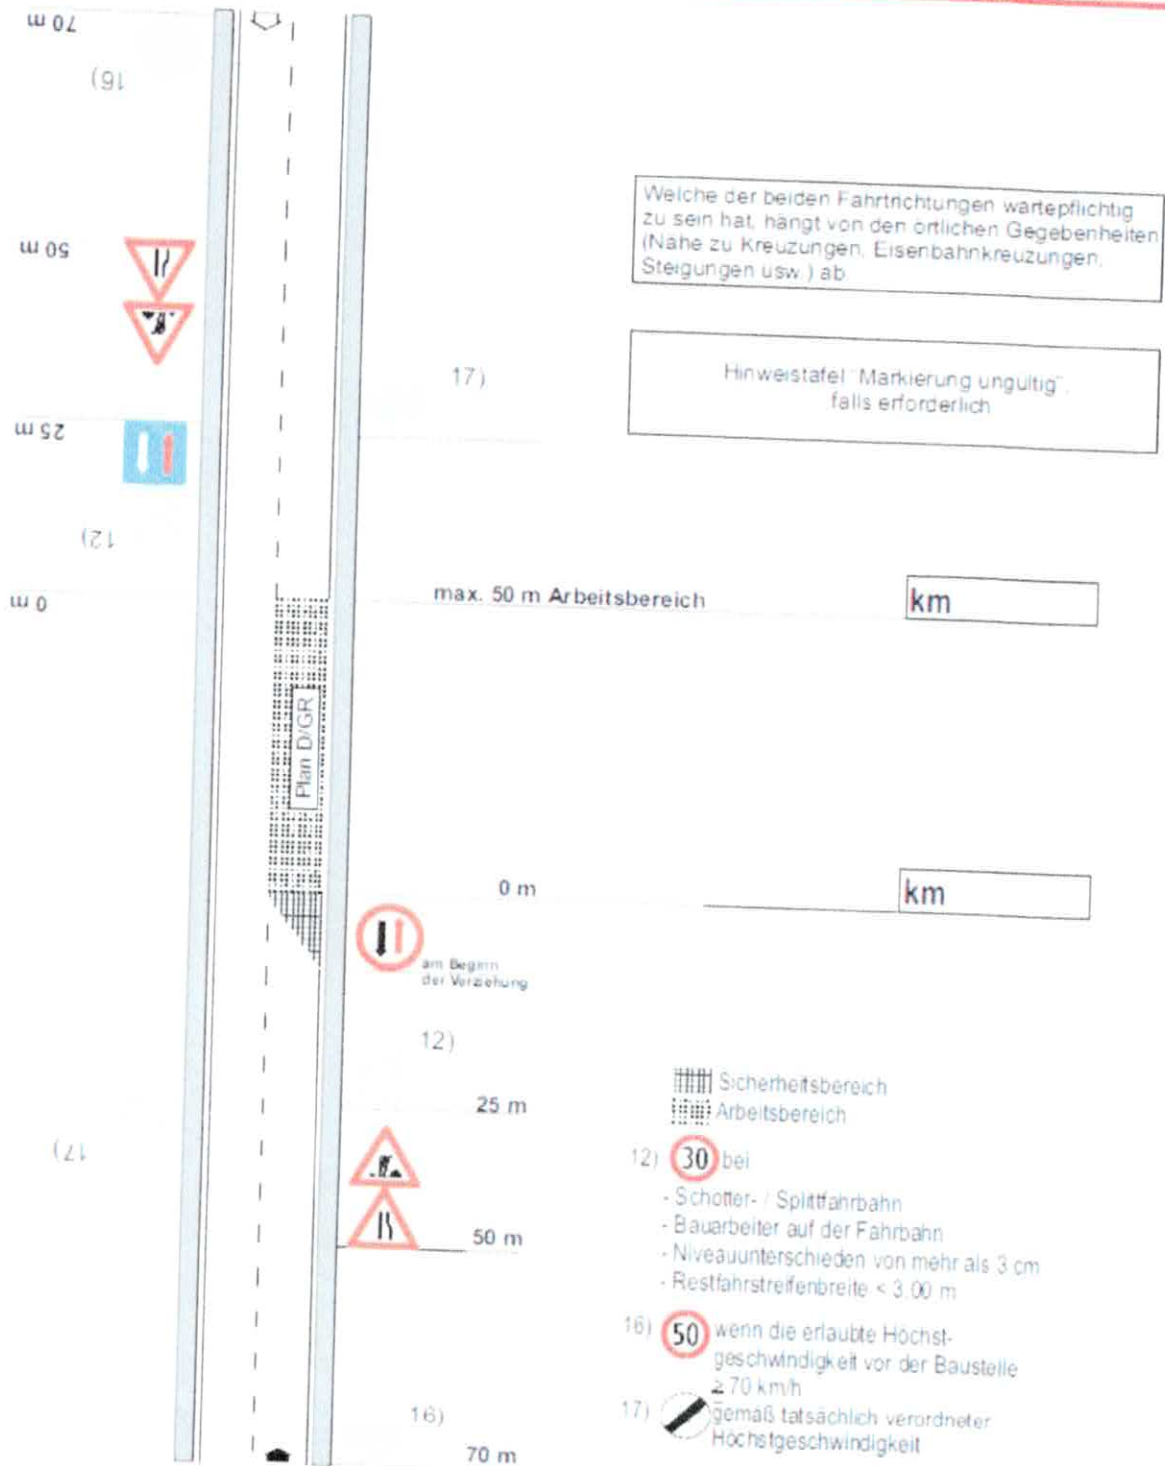 70 m
16)
Welche der beiden Fahrtrichtungen wartepflichtig
zu sein hat, hängt von den örtlichen Gegebenheiten
(Nähe zu Kreuzungen, Eisenbahnkreuzungen,
Steigungen usw.) ab
50 m
17)
Hinweistafel "Markierung ungültig",
falls erforderlich
25 m
12)
0 m
max. 50 m Arbeitsbereich
km
Plan D/GR
0 m
km
am Beginn
der Verziehung
12)
25 m
17)
50 m
16)
70 m
Sicherheitsbereich
Arbeitsbereich
12) 30 bei
- Schotter- / Splittfahrbahn
- Bauarbeiter auf der Fahrbahn
- Niveauunterschieden von mehr als 3 cm
- Restfahrstreifenbreite < 3,00 m
16) 50 wenn die erlaubte Höchst-
geschwindigkeit vor der Baustelle
≥ 70 km/h
17) gemäß tatsächlich verordneter
Höchstgeschwindigkeit